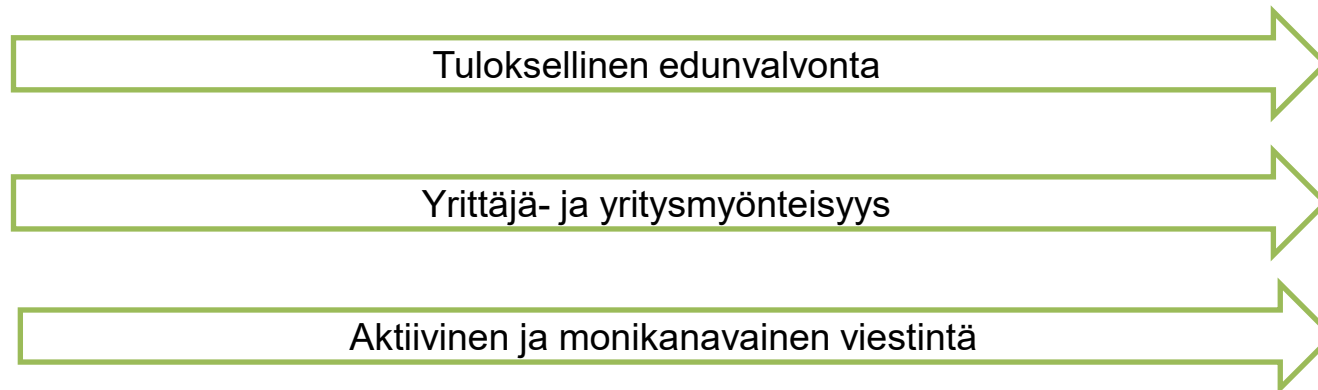 Tuloksellinen edunvalvonta
Yrittäjä- ja yritysmyönteisyys
Aktiivinen ja monikanavainen viestintä